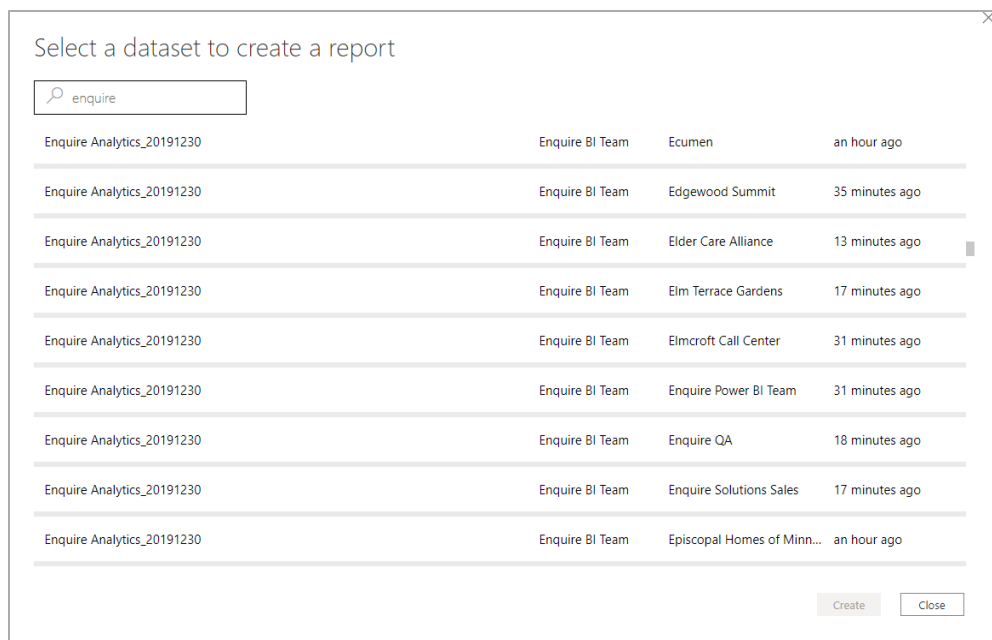 Select a dataset to create a report
enquire
Enquire Analytics_20191230 Enquire BI Team Ecumen an hour ago
Enquire Analytics_20191230 Enquire BI Team Edgewood Summit 35 minutes ago
Enquire Analytics_20191230 Enquire BI Team Elder Care Alliance 13 minutes ago
Enquire Analytics_20191230 Enquire BI Team Elm Terrace Gardens 17 minutes ago
Enquire Analytics_20191230 Enquire BI Team Elmcroft Call Center 31 minutes ago
Enquire Analytics_20191230 Enquire BI Team Enquire Power BI Team 31 minutes ago
Enquire Analytics_20191230 Enquire BI Team Enquire QA 18 minutes ago
Enquire Analytics_20191230 Enquire BI Team Enquire Solutions Sales 17 minutes ago
Enquire Analytics_20191230 Enquire BI Team Episcopal Homes of Minn... an hour ago
Create Close